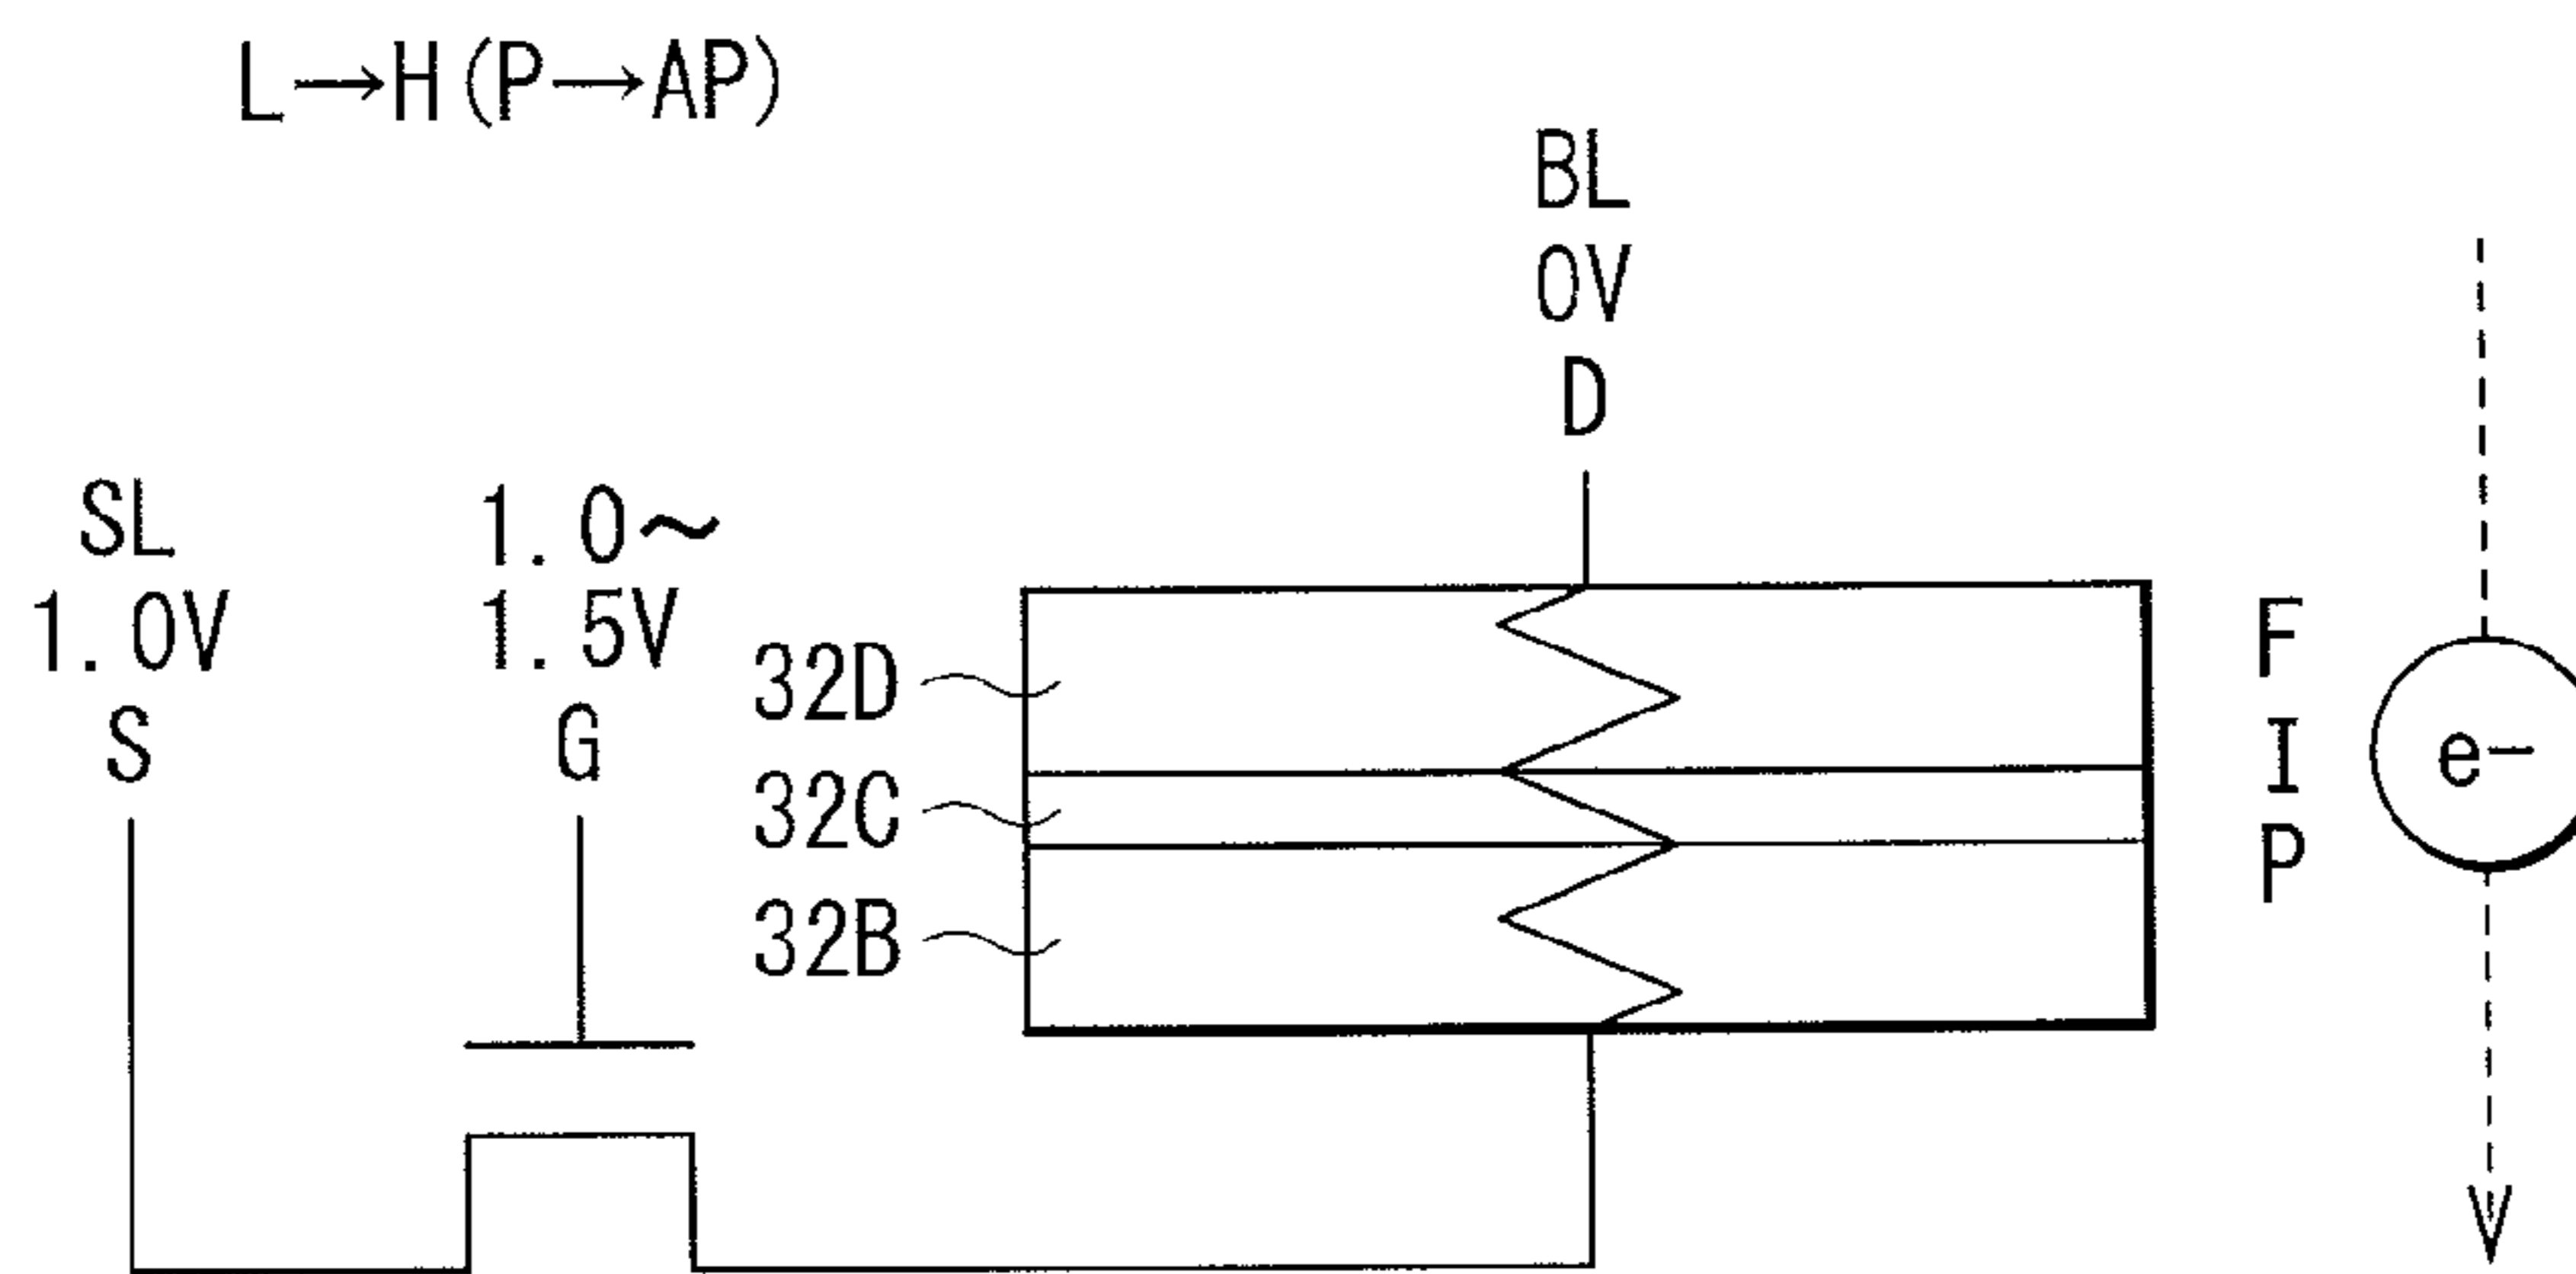 L→H(P→AP)
BL
0V
D
SL
1.0V
S
1.0~
1.5V
G
32D
32C
32B
F
I
P
e-